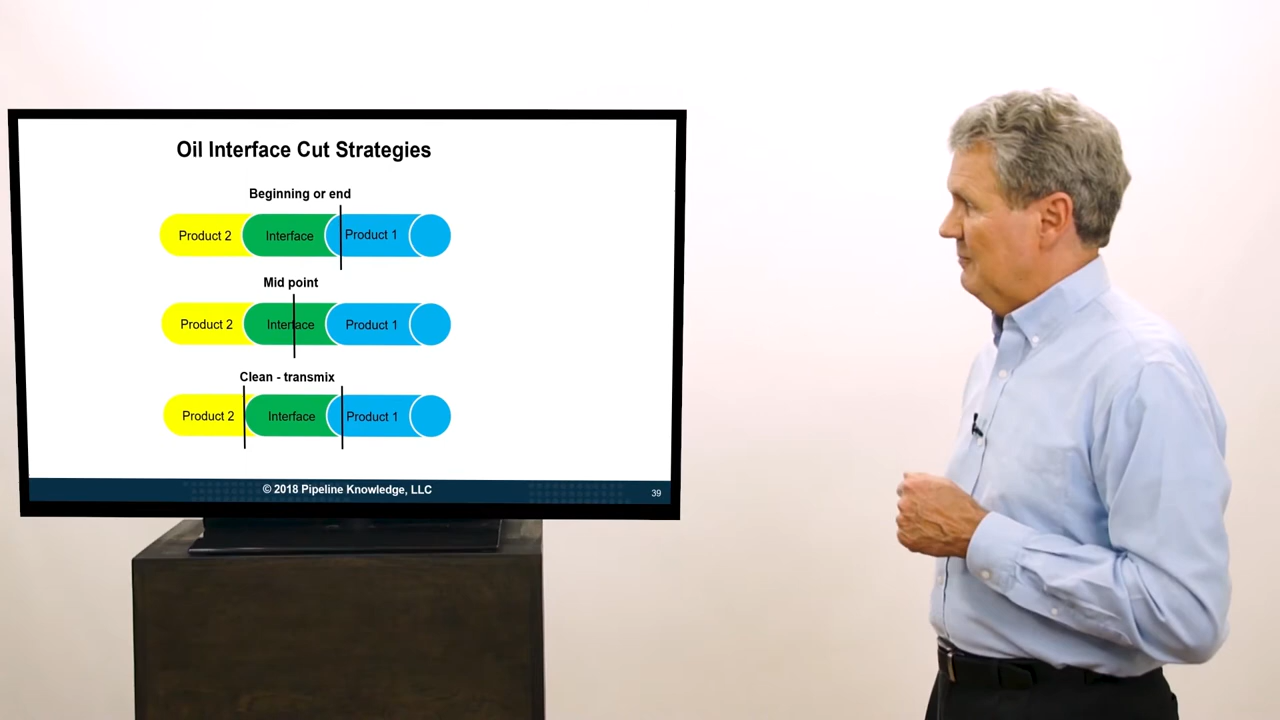 Oil Interface Cut Strategies
Beginning or end
Product 2 Interface Product 1
Mid point
Product 2 Interface Product 1
Clean - transmix
Product 2 Interface Product 1
© 2018 Pipeline Knowledge, LLC
39